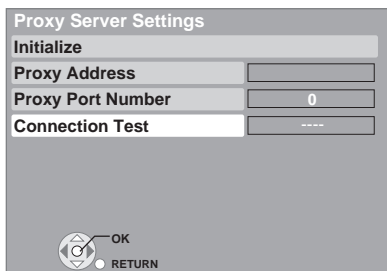 Proxy Server Settings
Initialize
Proxy Address
Proxy Port Number 0
Connection Test ----
OK
RETURN